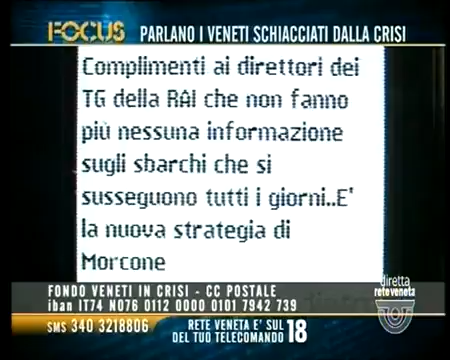 FOCUS PARLANO I VENETI SCHIACCIATI DALLA CRISI
Complimenti ai direttori dei
TG della RAI che non fanno
più nessuna informazione
sugli sbarchi che si
susseguono tutti i giorni..E'
la nuova strategia di
Morcone
diretta
reteveneta
FONDO VENETI IN CRISI - CC POSTALE
iban IT74 N076 0112 0000 0101 7942 739
SMS 340 3218806
RETE VENETA E' SUL
DEL TUO TELECOMANDO 18